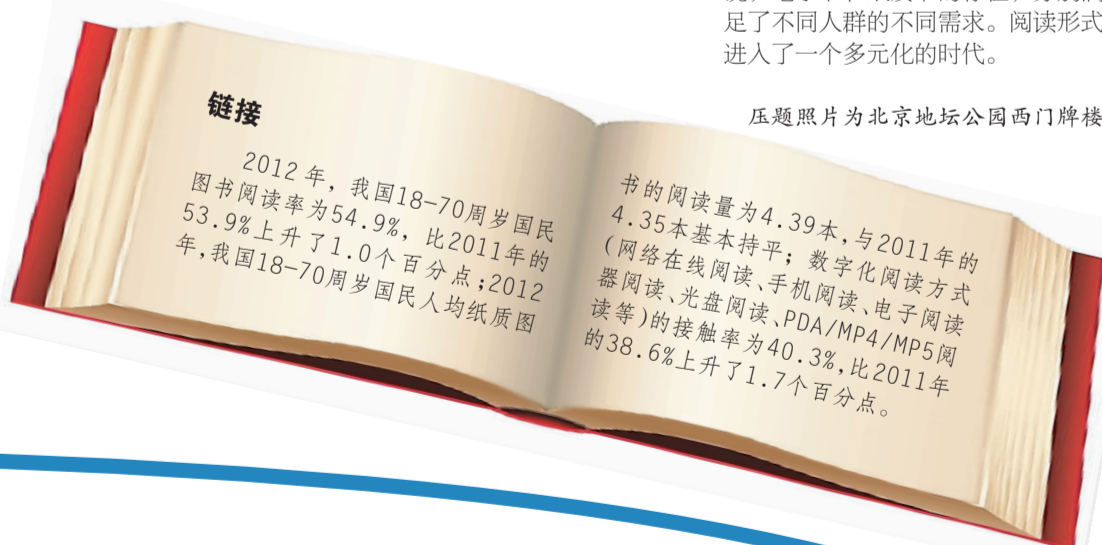 足了不同人群的不同需求。阅读形式
进入了一个多元化的时代。
压题照片为北京地坛公园西门牌楼
链接
2012年，我国18-70周岁国民
图书阅读率为54.9%，比2011年的
53.9%上升了1.0个百分点；2012
年，我国18-70周岁国民人均纸质图
书的阅读量为4.39本，与2011年的
4.35本基本持平；数字化阅读方式
(网络在线阅读、手机阅读、电子阅读
器阅读、光盘阅读、PDA/MP4/MP5阅
读等)的接触率为40.3%，比2011年
的38.6%上升了1.7个百分点。